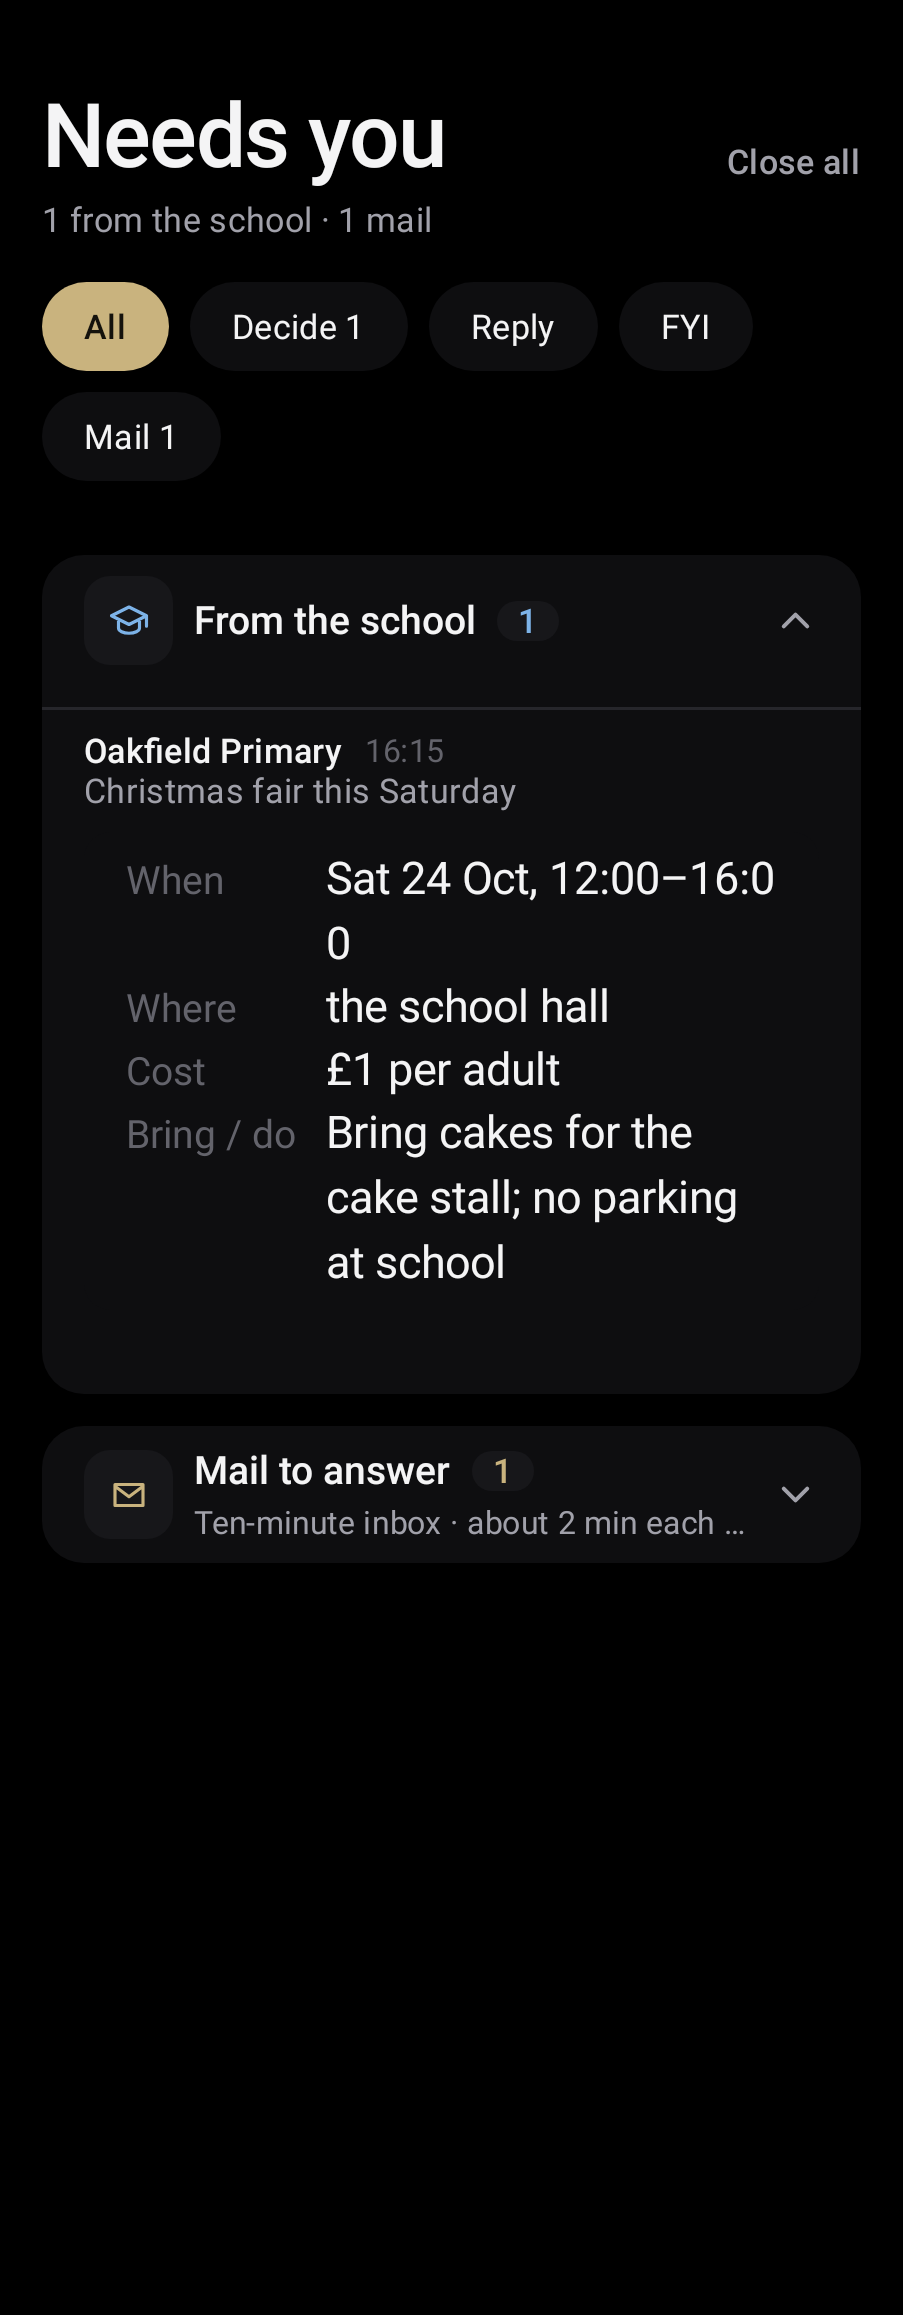 Needs you
Close all
1 from the school · 1 mail
All
Decide 1
Reply
FYI
Mail 1
From the school 1
Oakfield Primary 16:15
Christmas fair this Saturday
When Sat 24 Oct, 12:00–16:0
0
Where the school hall
Cost £1 per adult
Bring / do Bring cakes for the
cake stall; no parking
at school
Mail to answer 1
Ten-minute inbox · about 2 min each ...